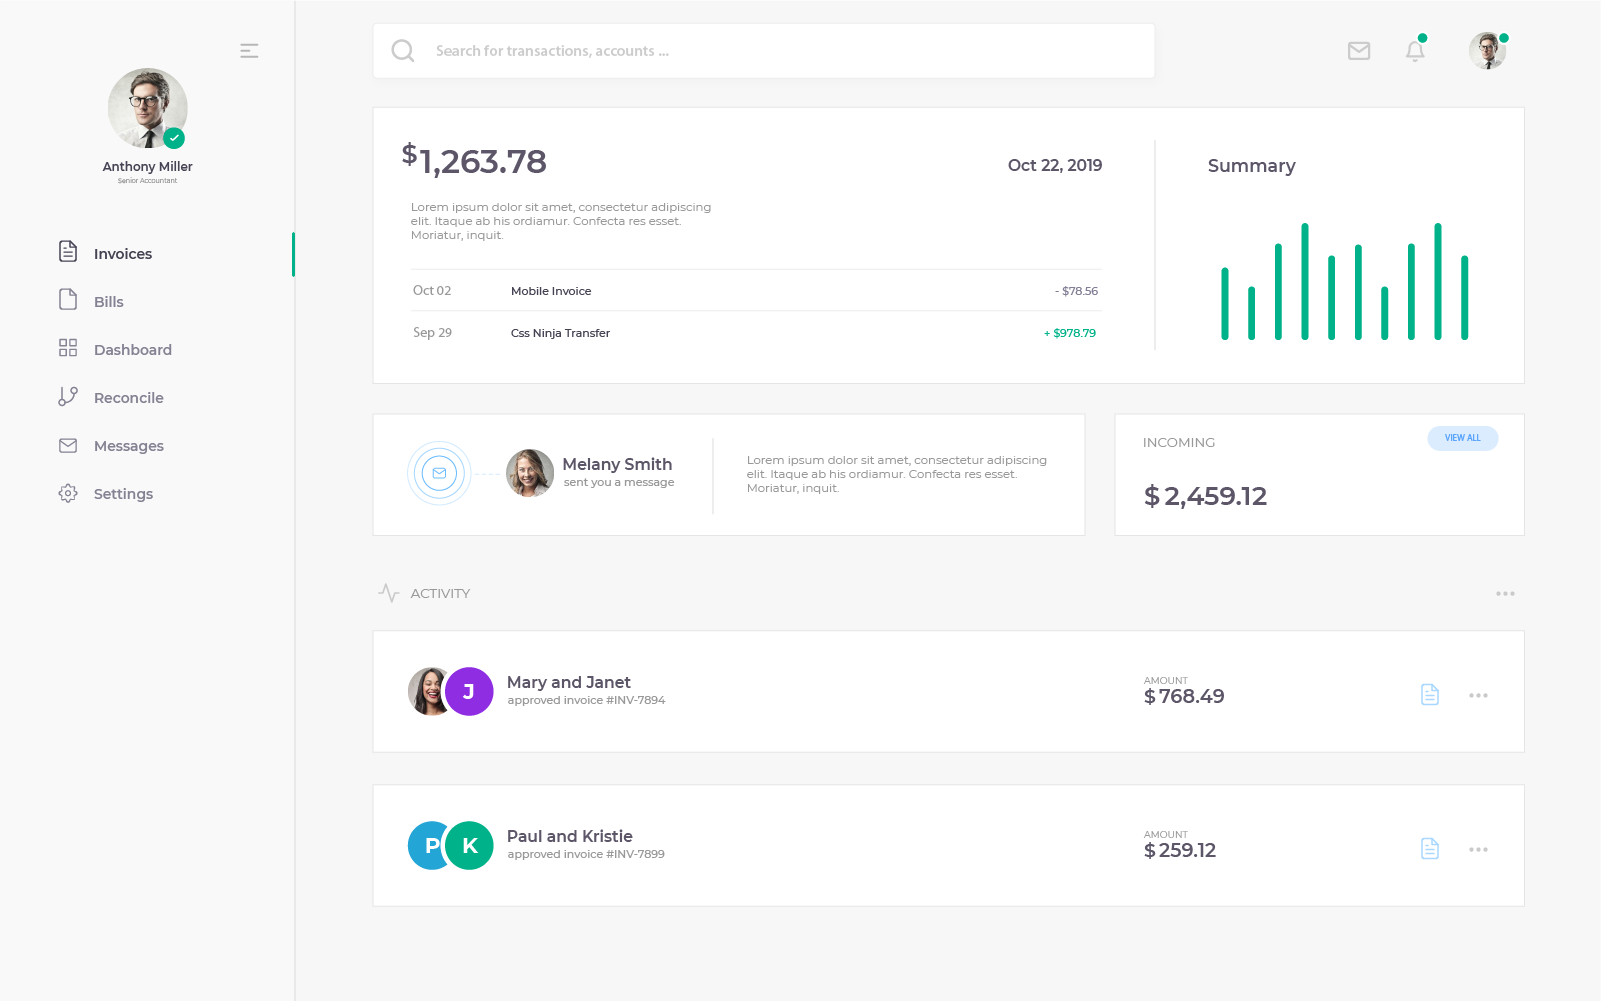 Search for transactions, accounts ...
Anthony Miller
Senior Accountant
Invoices
Bills
Dashboard
Reconcile
Messages
Settings
$1,263.78
Oct 22, 2019
Lorem ipsum dolor sit amet, consectetur adipiscing
elit. Itaque ab his ordiamur. Confecta res esset.
Moriatur, inquit.
Oct 02 Mobile Invoice - $78.56
Sep 29 Css Ninja Transfer + $978.79
Summary
Melany Smith
sent you a message
Lorem ipsum dolor sit amet, consectetur adipiscing
elit. Itaque ab his ordiamur. Confecta res esset.
Moriatur, inquit.
INCOMING
VIEW ALL
$ 2,459.12
ACTIVITY
J
Mary and Janet
approved invoice #INV-7894
AMOUNT
$ 768.49
P K
Paul and Kristie
approved invoice #INV-7899
AMOUNT
$ 259.12